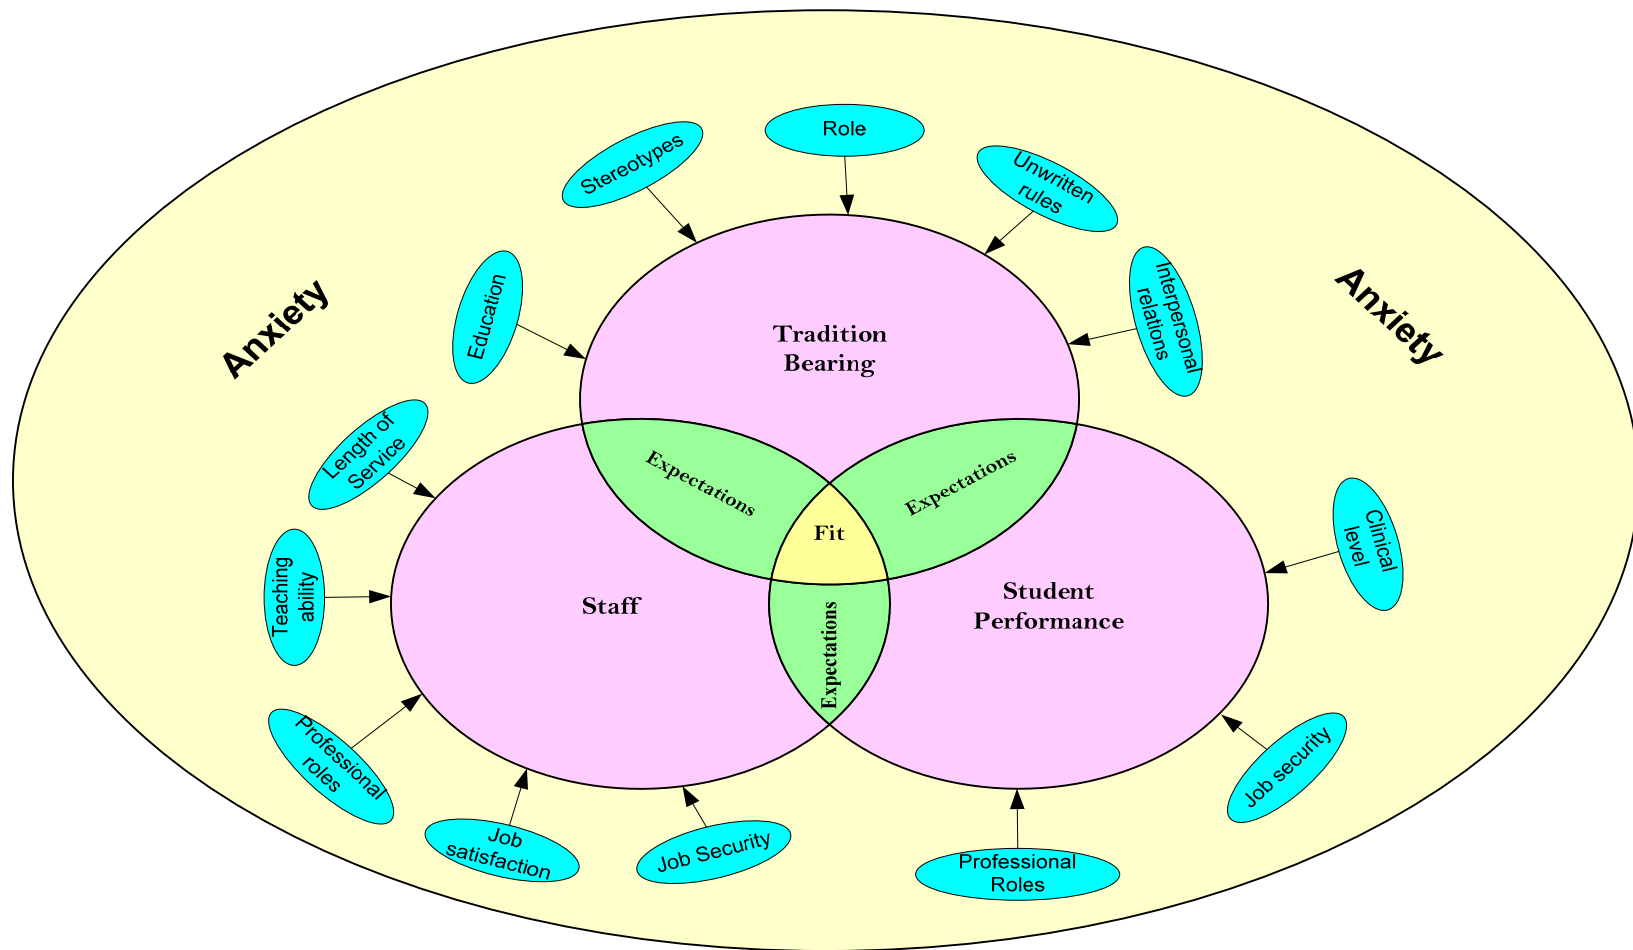 Role
Stereotypes
Unwritten
rules
Education
Interpersonal
relations
Anxiety
Anxiety
Tradition
Bearing
Length of
Service
Expectations
Expectations
Fit
Clinical
level
Teaching
ability
Staff
Student
Performance
Expectations
Professional
roles
Job security
Job
satisfaction
Job Security
Professional
Roles